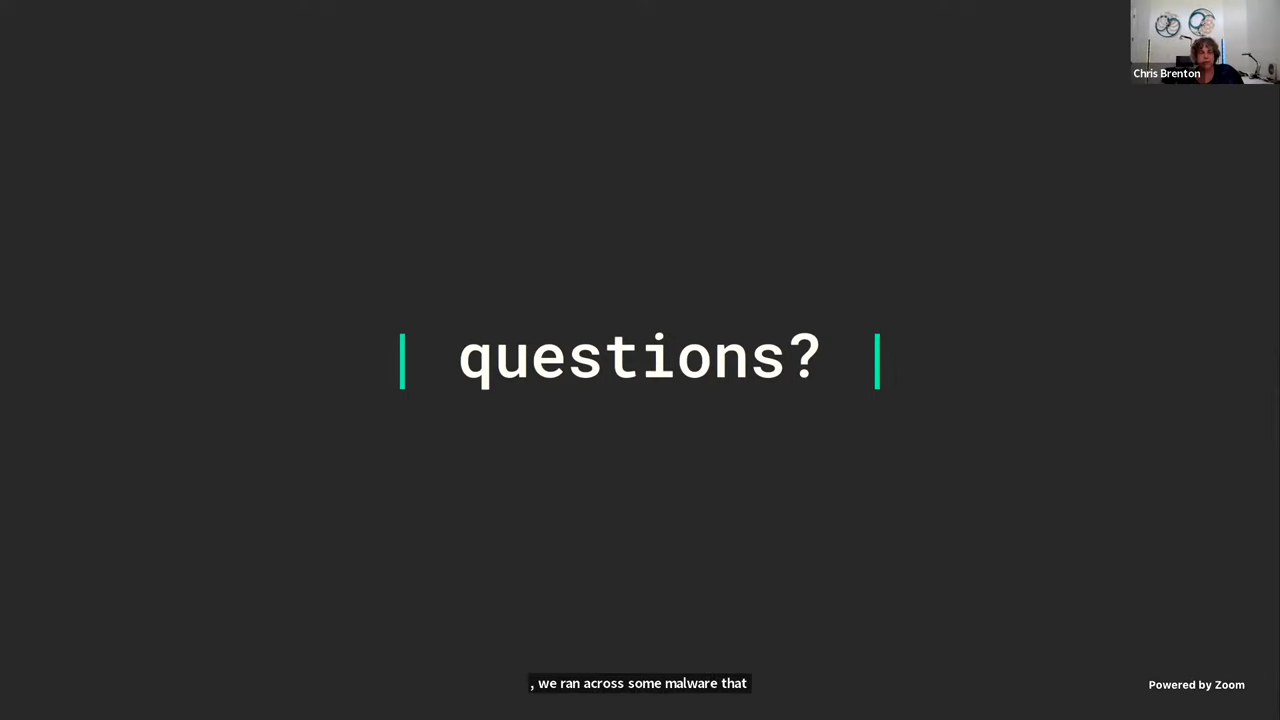 Chris Brenton
| questions? |
, we ran across some malware that
Powered by Zoom